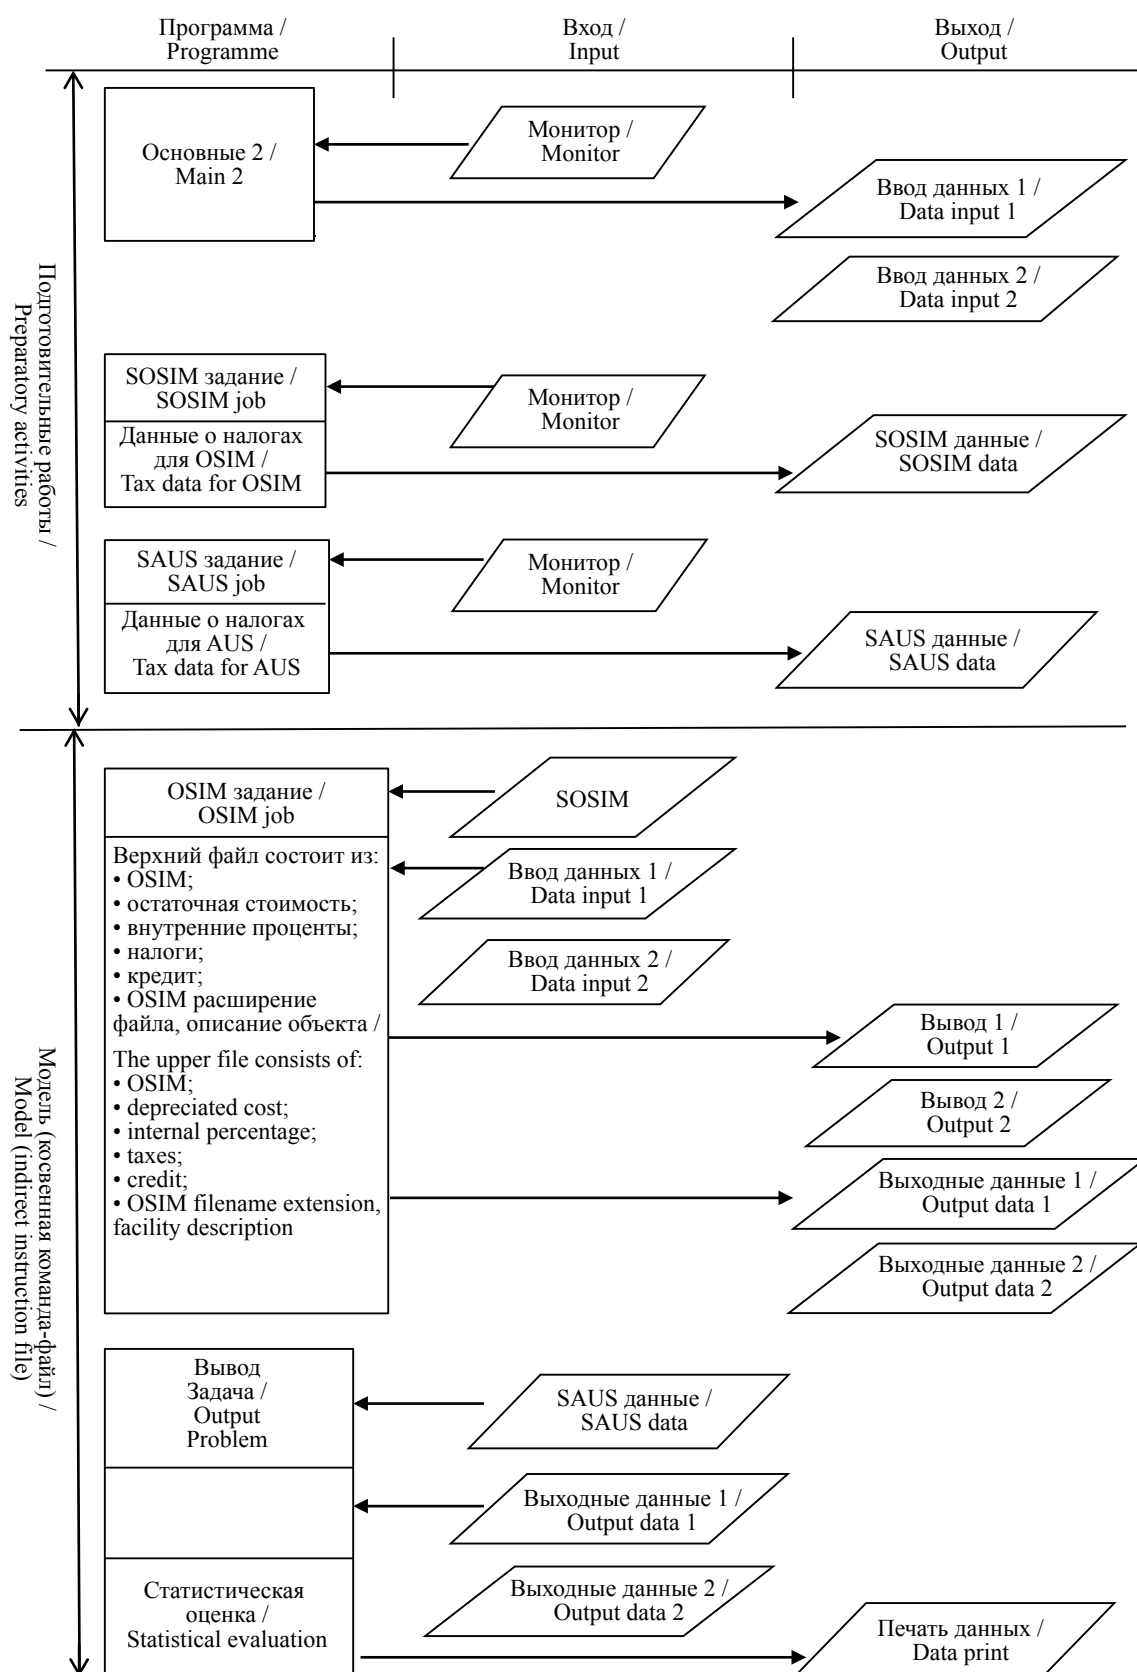 Программа /
Programme
Вход /
Input
Выход /
Output
Подготовительные работы /
Preparatory activities
Основные 2 /
Main 2
Монитор /
Monitor
Ввод данных 1 /
Data input 1
Ввод данных 2 /
Data input 2
SOSIM задание /
SOSIM job
Данные о налогах
для OSIM /
Tax data for OSIM
Монитор /
Monitor
SOSIM данные /
SOSIM data
SAUS задание /
SAUS job
Данные о налогах
для AUS /
Tax data for AUS
Монитор /
Monitor
SAUS данные /
SAUS data
Модель (косвенная команда-файл) /
Model (indirect instruction file)
OSIM задание /
OSIM job
SOSIM
Верхний файл состоит из:
• OSIM;
• остаточная стоимость;
• внутренние проценты;
• налоги;
• кредит;
• OSIM расширение
файла, описание объекта /
The upper file consists of:
• OSIM;
• depreciated cost;
• internal percentage;
• taxes;
• credit;
• OSIM filename extension,
facility description
Ввод данных 1 /
Data input 1
Ввод данных 2 /
Data input 2
Вывод 1 /
Output 1
Вывод 2 /
Output 2
Выходные данные 1 /
Output data 1
Выходные данные 2 /
Output data 2
Вывод
Задача /
Output
Problem
SAUS данные /
SAUS data
Выходные данные 1 /
Output data 1
Статистическая
оценка /
Statistical evaluation
Выходные данные 2 /
Output data 2
Печать данных /
Data print